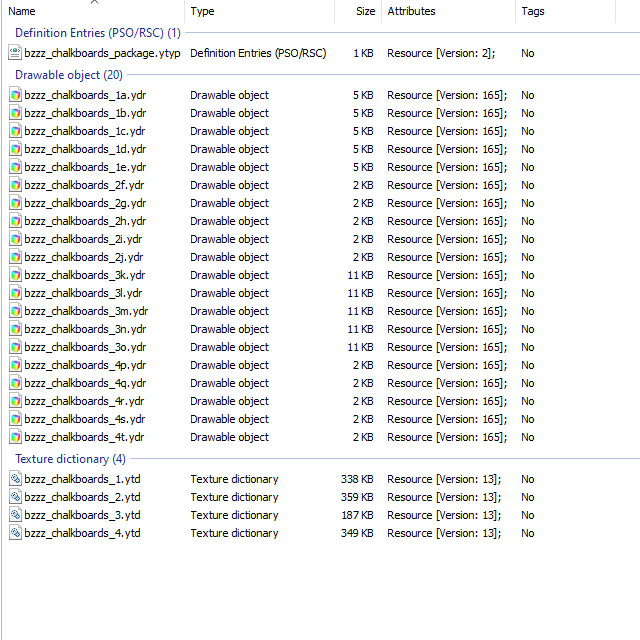 Name Type Size Attributes Tags
Definition Entries (PSO/RSC) (1)
bzzz_chalkboards_package.ytyp Definition Entries (PSO/RSC) 1 KB Resource [Version: 2]; No
Drawable object (20)
bzzz_chalkboards_1a.ydr Drawable object 5 KB Resource [Version: 165]; No
bzzz_chalkboards_1b.ydr Drawable object 5 KB Resource [Version: 165]; No
bzzz_chalkboards_1c.ydr Drawable object 5 KB Resource [Version: 165]; No
bzzz_chalkboards_1d.ydr Drawable object 5 KB Resource [Version: 165]; No
bzzz_chalkboards_1e.ydr Drawable object 5 KB Resource [Version: 165]; No
bzzz_chalkboards_2f.ydr Drawable object 2 KB Resource [Version: 165]; No
bzzz_chalkboards_2g.ydr Drawable object 2 KB Resource [Version: 165]; No
bzzz_chalkboards_2h.ydr Drawable object 2 KB Resource [Version: 165]; No
bzzz_chalkboards_2i.ydr Drawable object 2 KB Resource [Version: 165]; No
bzzz_chalkboards_2j.ydr Drawable object 2 KB Resource [Version: 165]; No
bzzz_chalkboards_3k.ydr Drawable object 11 KB Resource [Version: 165]; No
bzzz_chalkboards_3l.ydr Drawable object 11 KB Resource [Version: 165]; No
bzzz_chalkboards_3m.ydr Drawable object 11 KB Resource [Version: 165]; No
bzzz_chalkboards_3n.ydr Drawable object 11 KB Resource [Version: 165]; No
bzzz_chalkboards_3o.ydr Drawable object 11 KB Resource [Version: 165]; No
bzzz_chalkboards_4p.ydr Drawable object 2 KB Resource [Version: 165]; No
bzzz_chalkboards_4q.ydr Drawable object 2 KB Resource [Version: 165]; No
bzzz_chalkboards_4r.ydr Drawable object 2 KB Resource [Version: 165]; No
bzzz_chalkboards_4s.ydr Drawable object 2 KB Resource [Version: 165]; No
bzzz_chalkboards_4t.ydr Drawable object 2 KB Resource [Version: 165]; No
Texture dictionary (4)
bzzz_chalkboards_1.ytd Texture dictionary 338 KB Resource [Version: 13]; No
bzzz_chalkboards_2.ytd Texture dictionary 359 KB Resource [Version: 13]; No
bzzz_chalkboards_3.ytd Texture dictionary 187 KB Resource [Version: 13]; No
bzzz_chalkboards_4.ytd Texture dictionary 349 KB Resource [Version: 13]; No